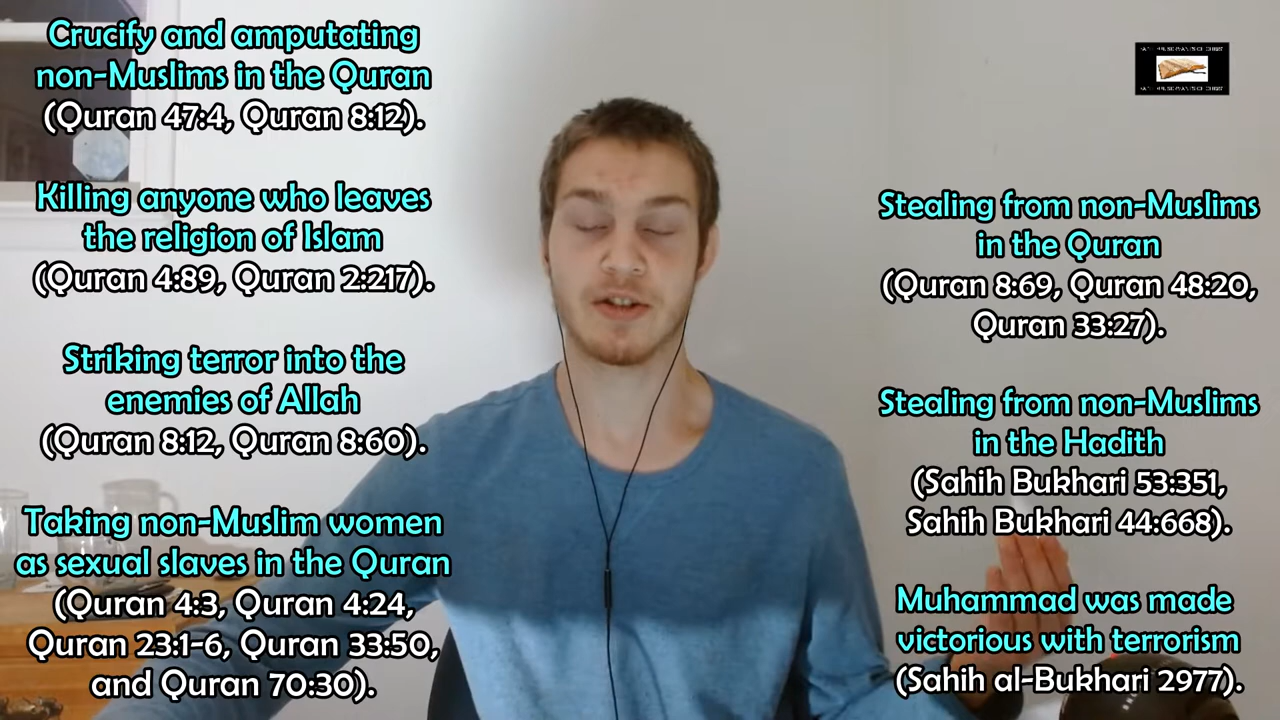 Crucify and amputating
non-Muslims in the Quran
(Quran 47:4, Quran 8:12).
Killing anyone who leaves
the religion of Islam
(Quran 4:89, Quran 2:217).
Striking terror into the
enemies of Allah
(Quran 8:12, Quran 8:60).
Taking non-Muslim women
as sexual slaves in the Quran
(Quran 4:3, Quran 4:24,
Quran 23:1-6, Quran 33:50,
and Quran 70:30).
Stealing from non-Muslims
in the Quran
(Quran 8:69, Quran 48:20,
Quran 33:27).
Stealing from non-Muslims
in the Hadith
(Sahih Bukhari 53:351,
Sahih Bukhari 44:668).
Muhammad was made
victorious with terrorism
(Sahih al-Bukhari 2977).